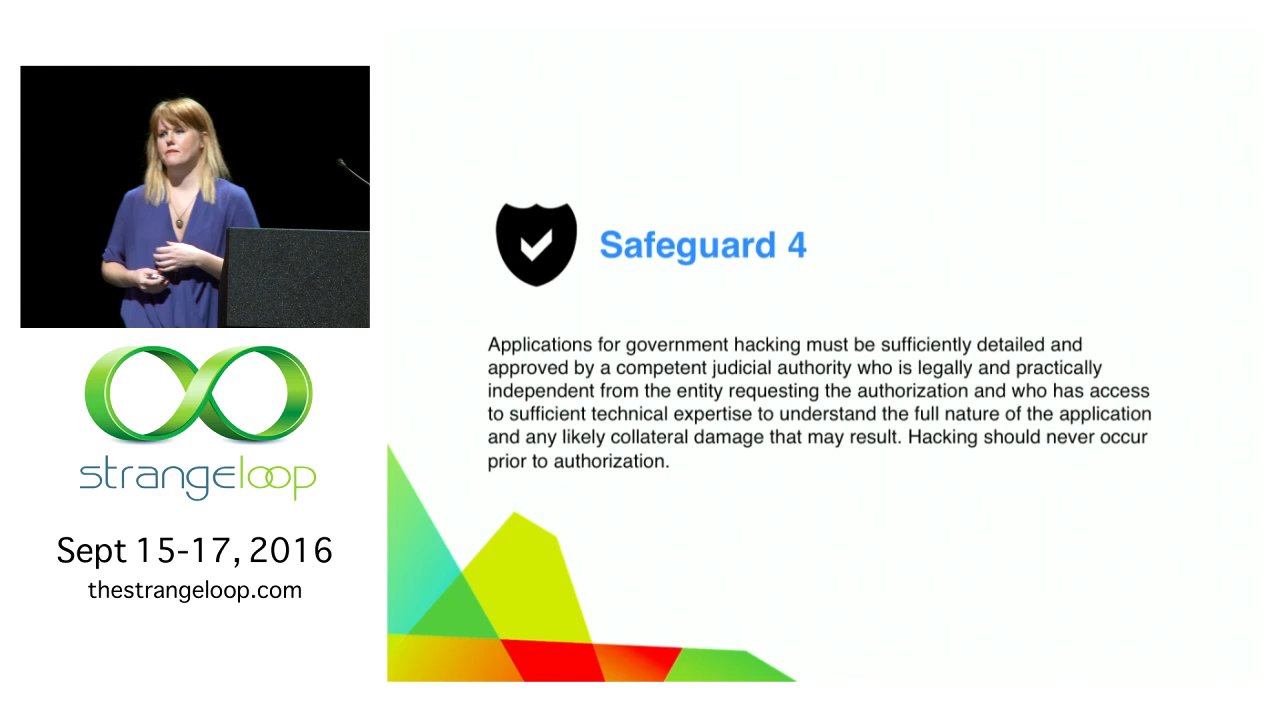 strangeloop
Sept 15-17, 2016
thestrangeloop.com
Safeguard 4
Applications for government hacking must be sufficiently detailed and
approved by a competent judicial authority who is legally and practically
independent from the entity requesting the authorization and who has access
to sufficient technical expertise to understand the full nature of the application
and any likely collateral damage that may result. Hacking should never occur
prior to authorization.